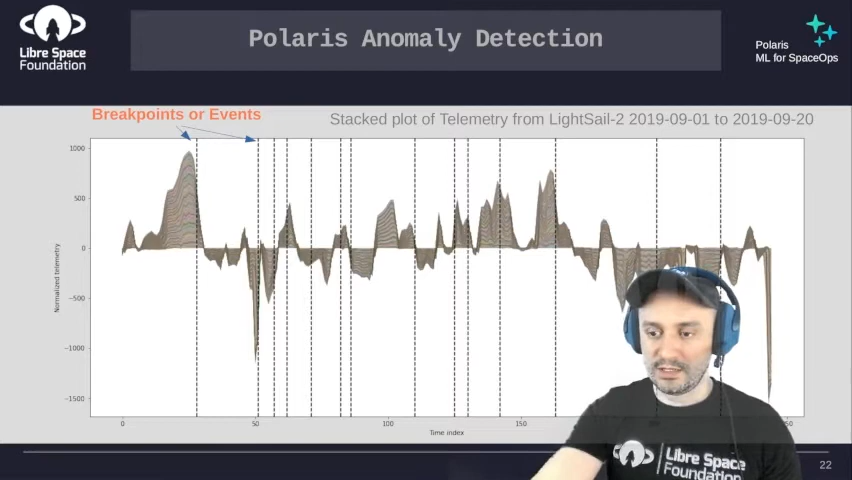 Libre Space
Foundation
Polaris Anomaly Detection
Polaris
ML for SpaceOps
Breakpoints or Events
Stacked plot of Telemetry from LightSail-2 2019-09-01 to 2019-09-20
1000
500
0
−500
−1000
−1500
Normalized telemetry
0
50
100
150
Time index
Libre Space
Foundation
22